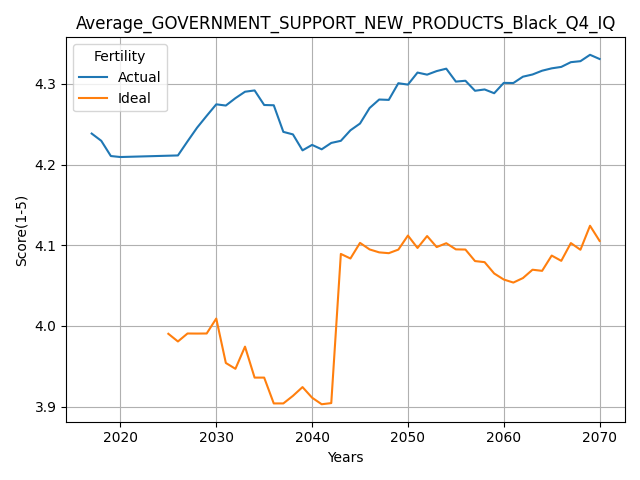 Average_GOVERNMENT_SUPPORT_NEW_PRODUCTS_Black_Q4_IQ
Fertility
Actual
Ideal
4.3
4.2
4.1
4.0
3.9
Score(1-5)
2020 2030 2040 2050 2060 2070
Years